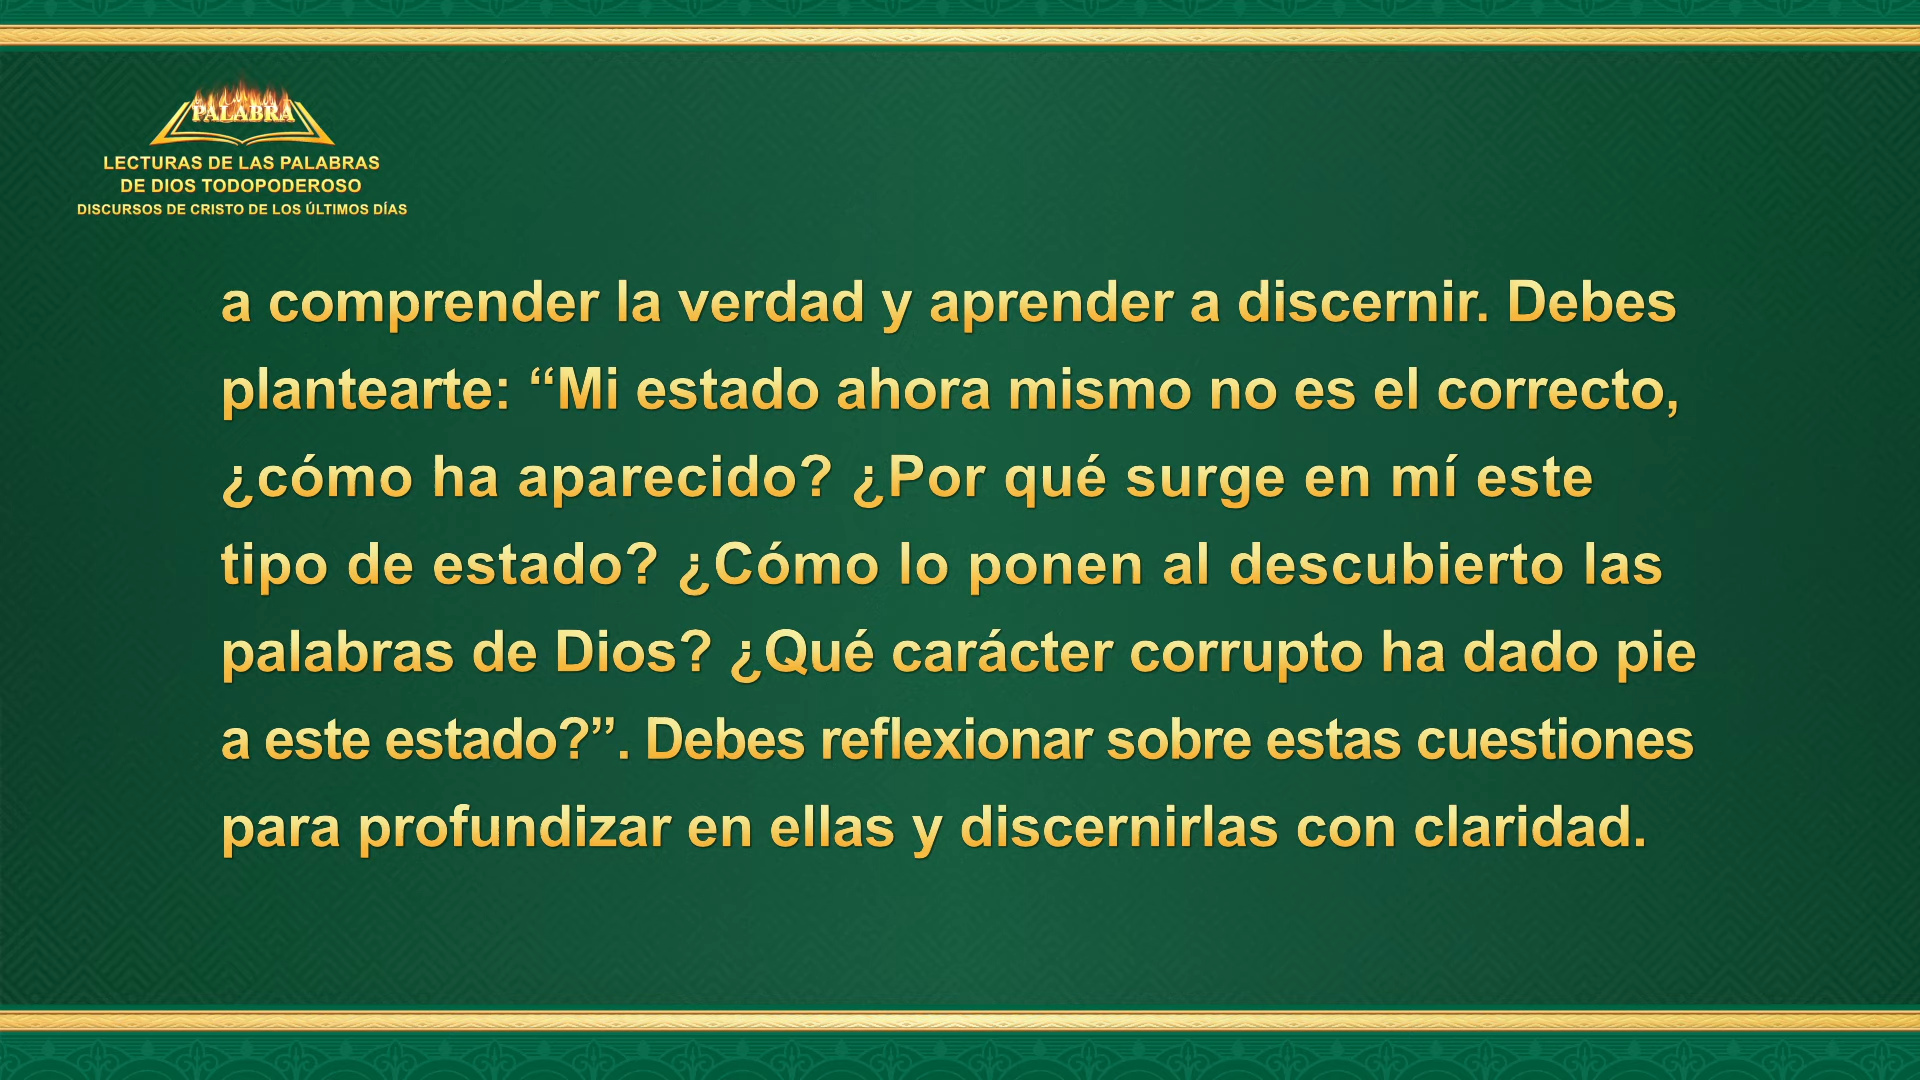 PALABRA
LECTURAS DE LAS PALABRAS
DE DIOS TODOPODEROSO
DISCURSOS DE CRISTO DE LOS ÚLTIMOS DÍAS
a comprender la verdad y aprender a discernir. Debes
plantearte: “Mi estado ahora mismo no es el correcto,
¿cómo ha aparecido? ¿Por qué surge en mí este
tipo de estado? ¿Cómo lo ponen al descubierto las
palabras de Dios? ¿Qué carácter corrupto ha dado pie
a este estado?”. Debes reflexionar sobre estas cuestiones
para profundizar en ellas y discernirlas con claridad.